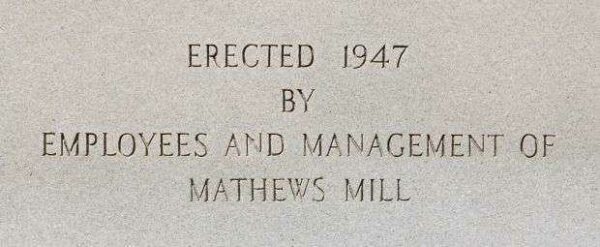 ERECTED 1947
BY
EMPLOYEES AND MANAGEMENT OF
MATHEWS MILL